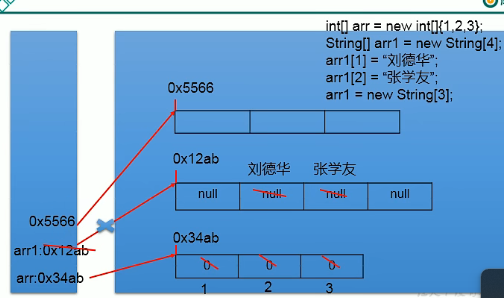 int[] arr = new int[]{1,2,3};
String[] arr1 = new String[4];
arr1[1] = “刘德华”;
arr1[2] = “张学友”;
arr1 = new String[3];
0x5566
0x12ab
刘德华 张学友
null null null null
0x5566
arr1:0x12ab
0x34ab
arr:0x34ab
0 0 0
1 2 3